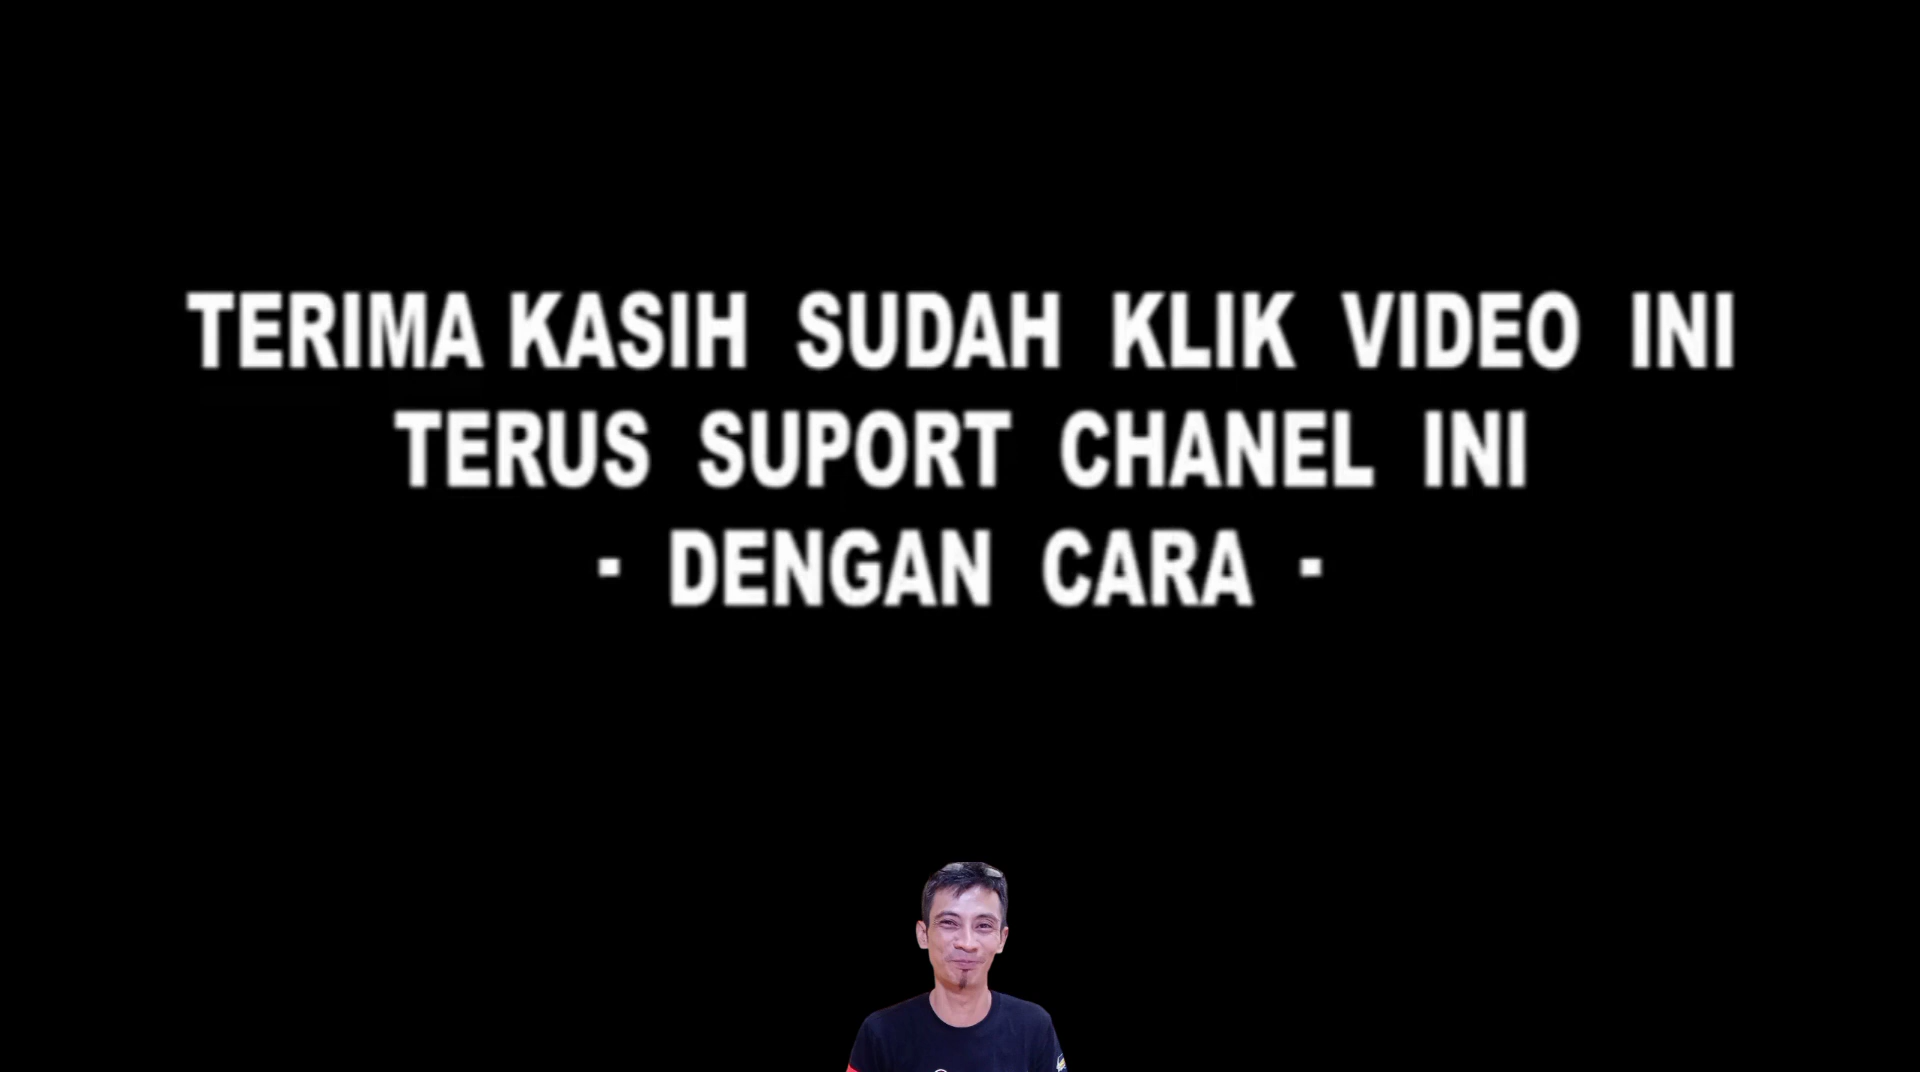 TERIMA KASIH SUDAH KLIK VIDEO INI
TERUS SUPORT CHANEL INI
- DENGAN CARA -